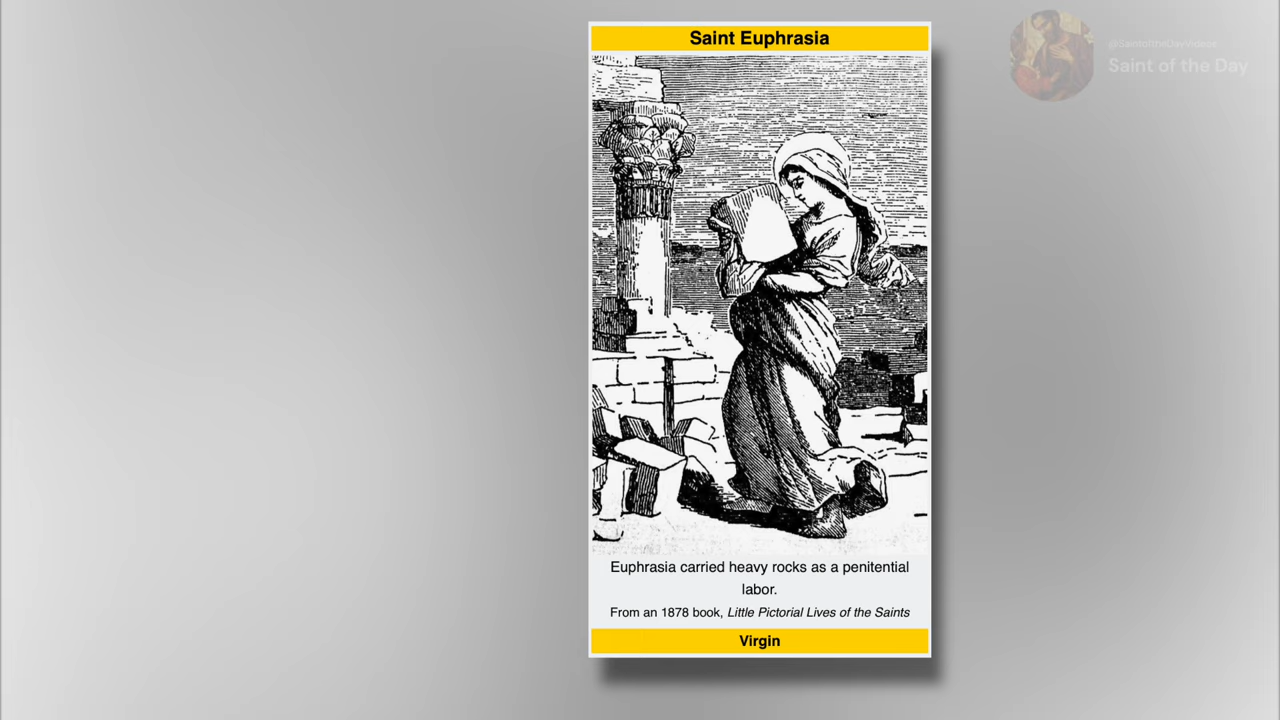 Saint Euphrasia
@SaintoftheDayVideos
Saint of the Day
Euphrasia carried heavy rocks as a penitential
labor.
From an 1878 book, Little Pictorial Lives of the Saints
Virgin